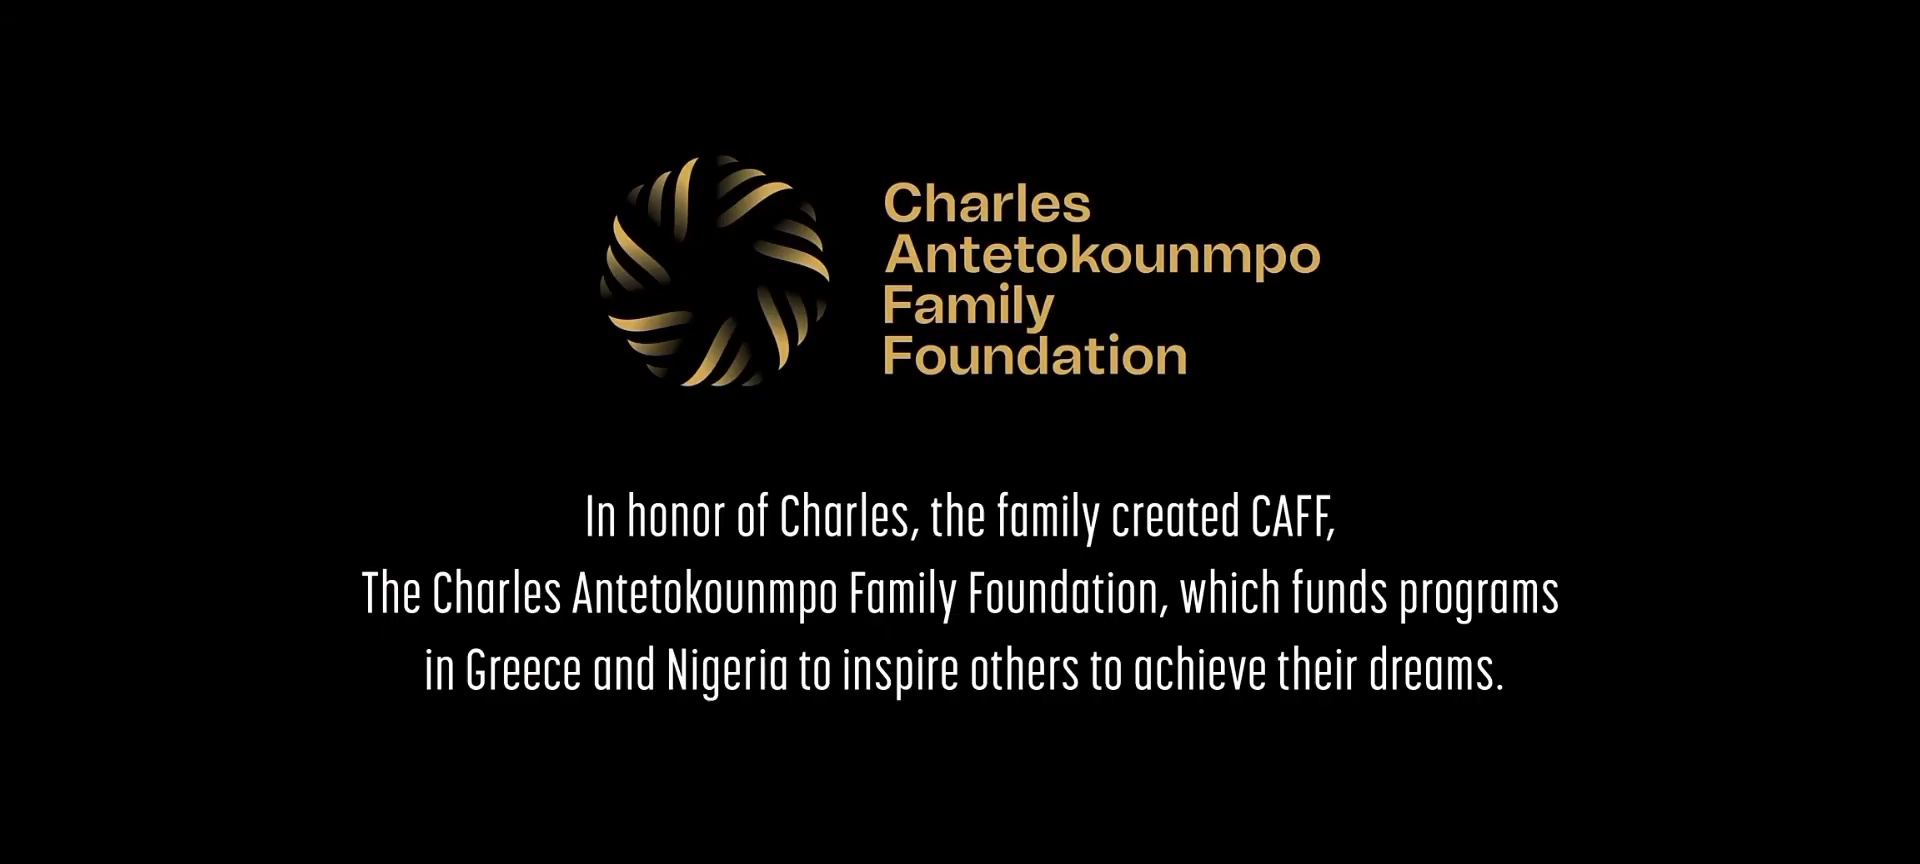 Charles
Antetokounmpo
Family
Foundation
In honor of Charles, the family created CAFF,
The Charles Antetokounmpo Family Foundation, which funds programs
in Greece and Nigeria to inspire others to achieve their dreams.